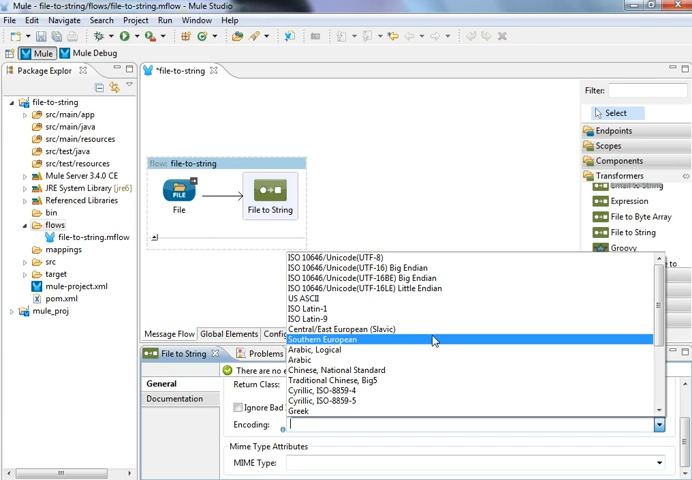 Mule - file-to-string/flows/file-to-string.mflow - Mule Studio
File Edit Navigate Search Project Run Window Help
Mule Mule Debug
Package Explor
*file-to-string
file-to-string
src/main/app
src/main/java
src/main/resources
src/test/java
src/test/resources
Mule Server 3.4.0 CE
JRE System Library [jre6]
Referenced Libraries
bin
flows
file-to-string.mflow
mappings
src
target
mule-project.xml
pom.xml
mule_proj
flow: file-to-string
FILE
File
File to String
Filter:
Select
Endpoints
Scopes
Components
Transformers
Email to String
Expression
File to Byte Array
File to String
Groovy
to
ISO 10646/Unicode(UTF-8)
ISO 10646/Unicode(UTF-16) Big Endian
ISO 10646/Unicode(UTF-16BE) Big Endian
ISO 10646/Unicode(UTF-16LE) Little Endian
US ASCII
ISO Latin-1
ISO Latin-9
Central/East European (Slavic)
Southern European
Arabic, Logical
Arabic
Chinese, National Standard
Traditional Chinese, Big5
Cyrillic, ISO-8859-4
Cyrillic, ISO-8859-5
Greek
Message Flow Global Elements Confi
File to String Problems
General
Documentation
There are no e
Return Class:
Ignore Bad
Encoding:
Mime Type Attributes
MIME Type: